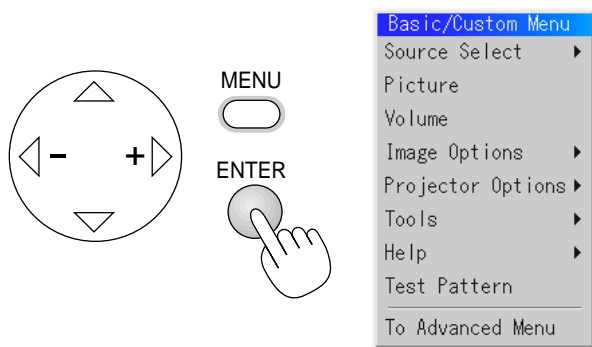 MENU
- +
ENTER
Basic/Custom Menu
Source Select
Picture
Volume
Image Options
Projector Options
Tools
Help
Test Pattern
To Advanced Menu